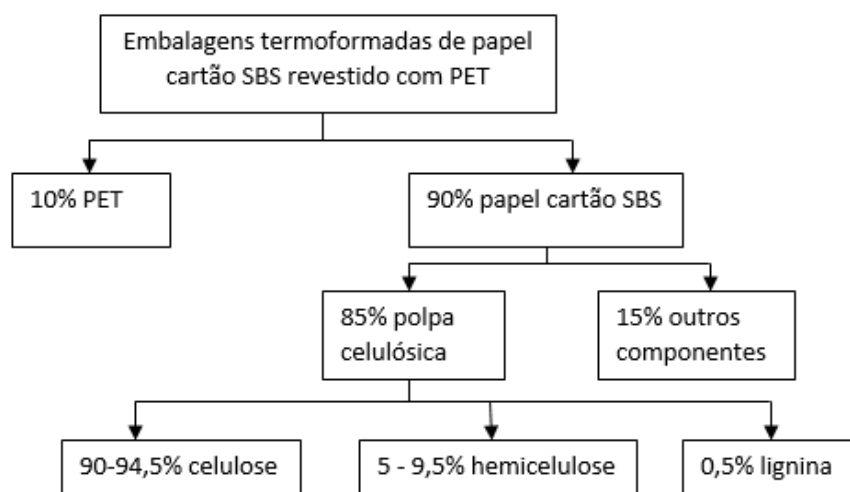 Embalagens termoformadas de papel
cartão SBS revestido com PET
10% PET
90% papel cartão SBS
85% polpa
celulósica
15% outros
componentes
90-94,5% celulose
5 - 9,5% hemicelulose
0,5% lignina